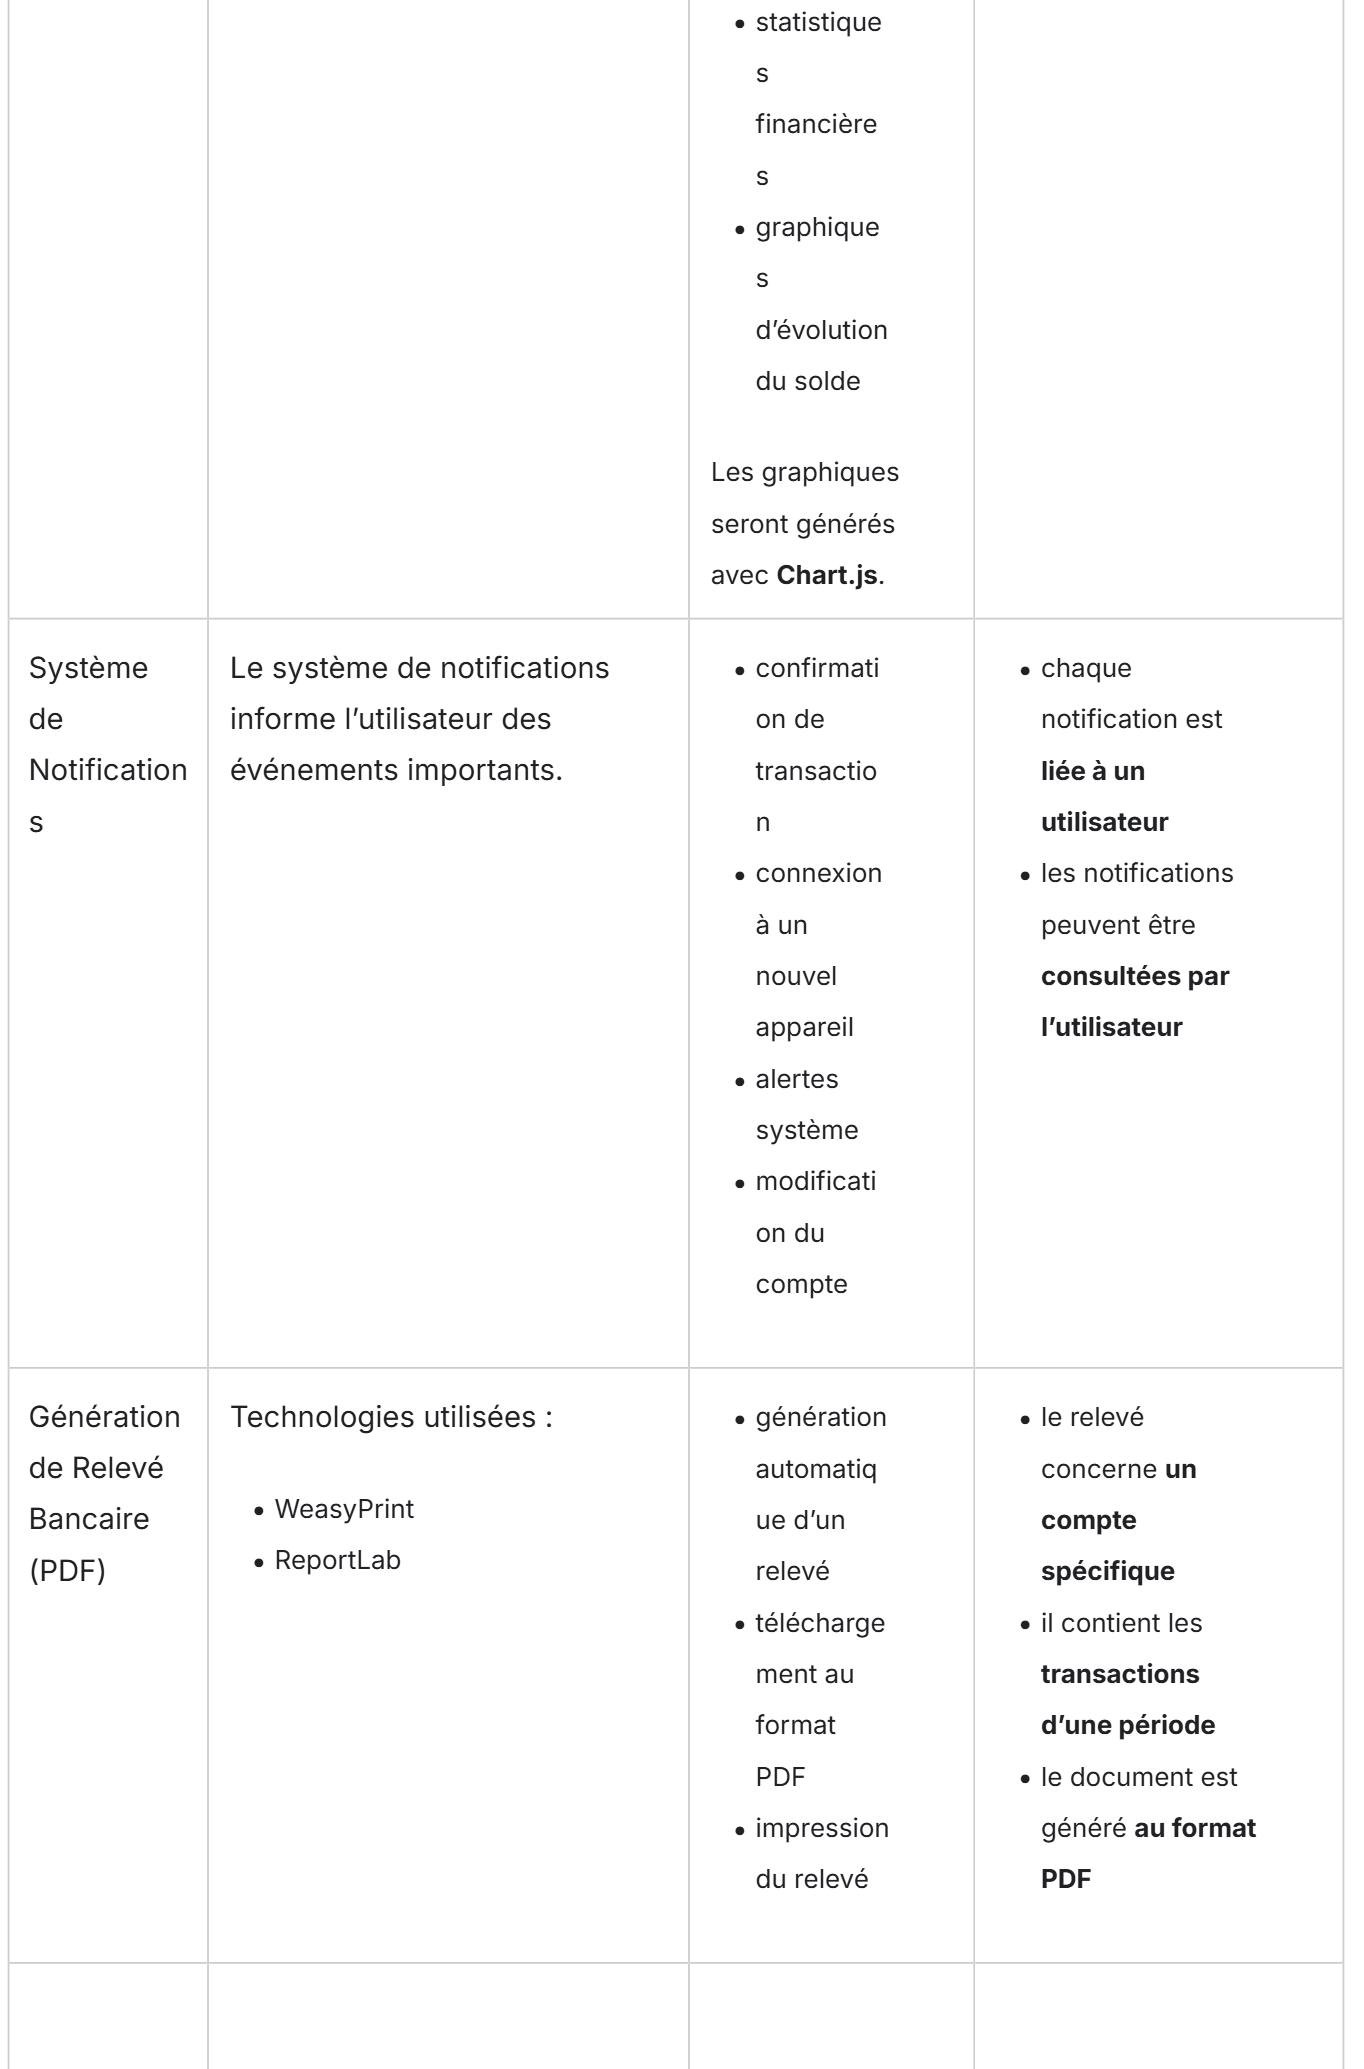 statistique
s
financière
s
graphique
s
d’évolution
du solde
Les graphiques
seront générés
avec Chart.js.
Système
de
Notification
s
Le système de notifications
informe l’utilisateur des
événements importants.
confirmati
on de
transactio
n
connexion
à un
nouvel
appareil
alertes
système
modificati
on du
compte
chaque
notification est
liée à un
utilisateur
les notifications
peuvent être
consultées par
l’utilisateur
Génération
de Relevé
Bancaire
(PDF)
Technologies utilisées :
WeasyPrint
ReportLab
génération
automatiq
ue d’un
relevé
télécharge
ment au
format
PDF
impression
du relevé
le relevé
concerne un
compte
spécifique
il contient les
transactions
d’une période
le document est
généré au format
PDF